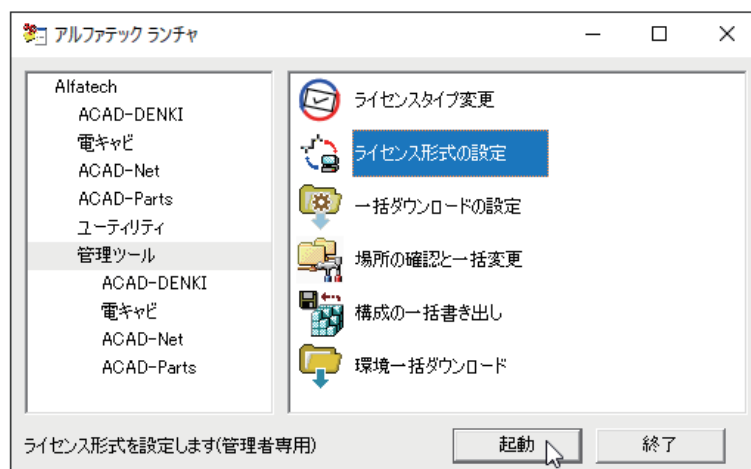 アルファテック ランチャ
Alfatech
ACAD-DENKI
電キャビ
ACAD-Net
ACAD-Parts
ユーティリティ
管理ツール
ACAD-DENKI
電キャビ
ACAD-Net
ACAD-Parts
ライセンスタイプ変更
ライセンス形式の設定
一括ダウンロードの設定
場所の確認と一括変更
構成の一括書き出し
環境一括ダウンロード
ライセンス形式を設定します(管理者専用)
起動
終了